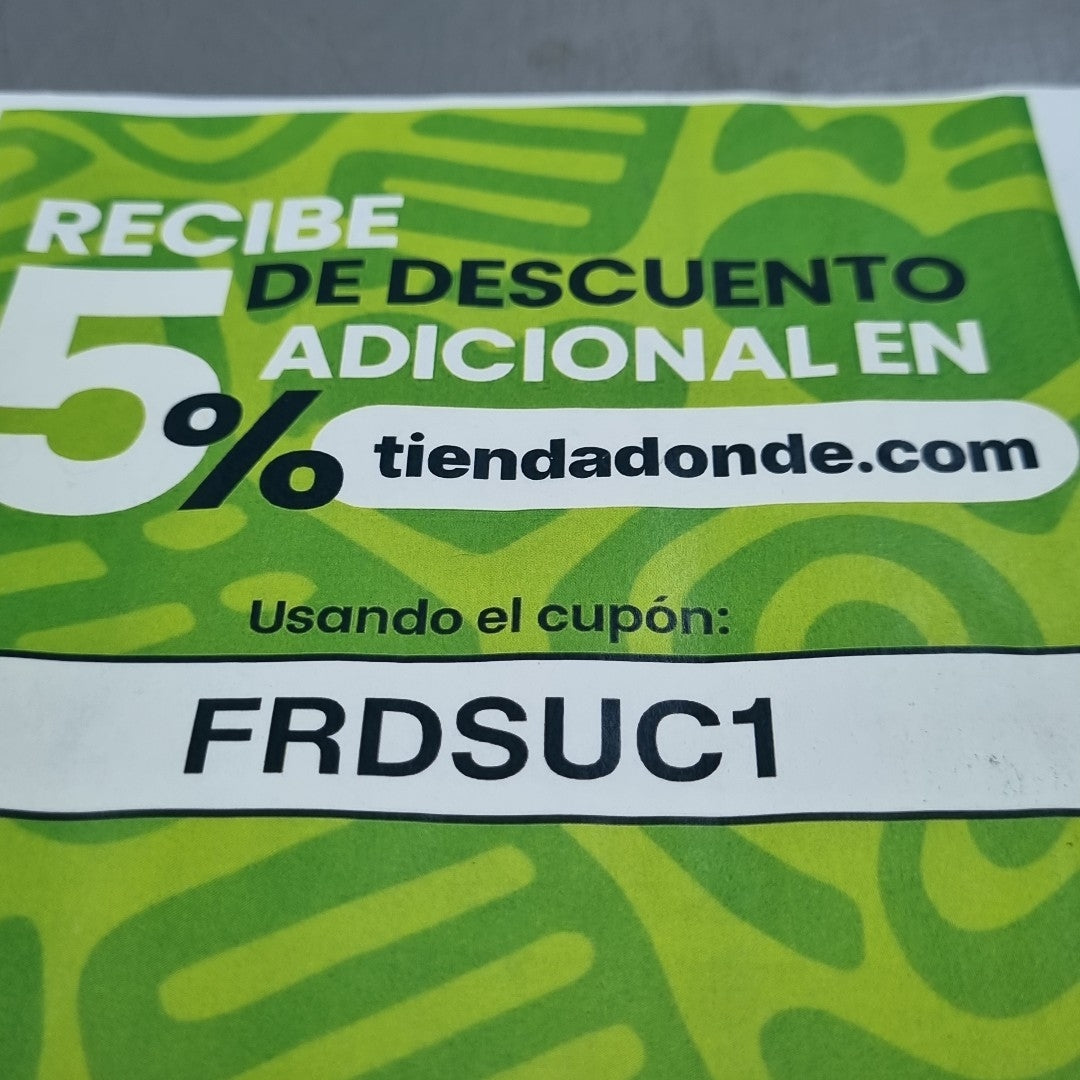 RECIBE
5% DE DESCUENTO
ADICIONAL EN
tiendadonde.com
Usando el cupón:
FRDSUC1